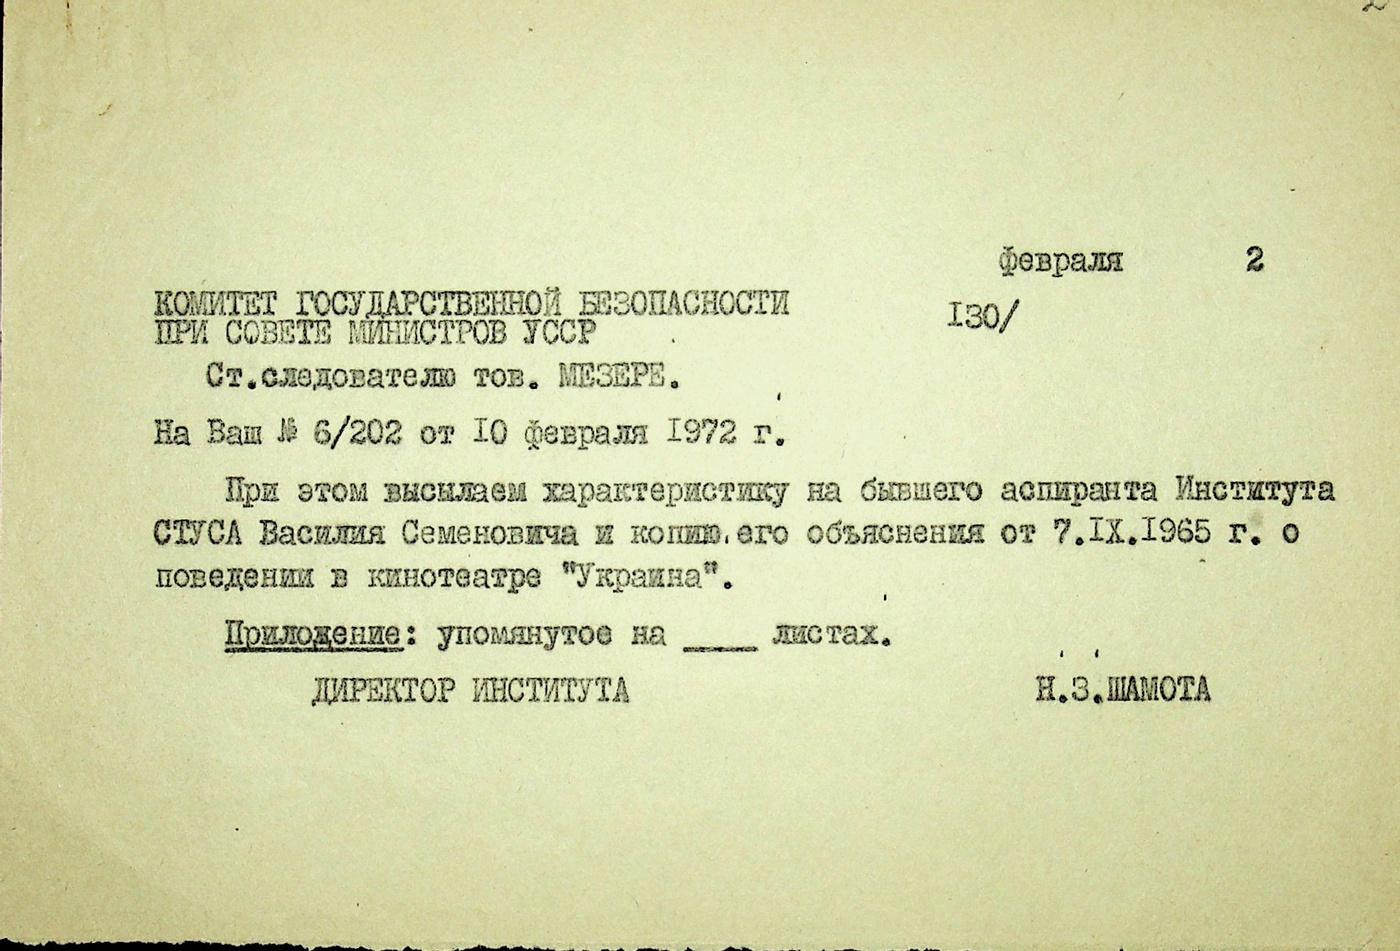 февраля 2
КОМИТЕТ ГОСУДАРСТВЕННОЙ БЕЗОПАСНОСТИ
ПРИ СОВЕТЕ МИНИСТРОВ УССР
130/
Ст.следователю тов. МЕЗЕРЕ.
На Ваш № 6/202 от 10 февраля 1972 г.
При этом высылаем характеристику на бывшего аспиранта Института
СТУСА Василия Семеновича и копию его объяснения от 7.IX.1965 г. о
поведении в кинотеатре "Украина".
Приложение: упомянутое на ____ листах.
ДИРЕКТОР ИНСТИТУТА Н.З.ШАМОТА